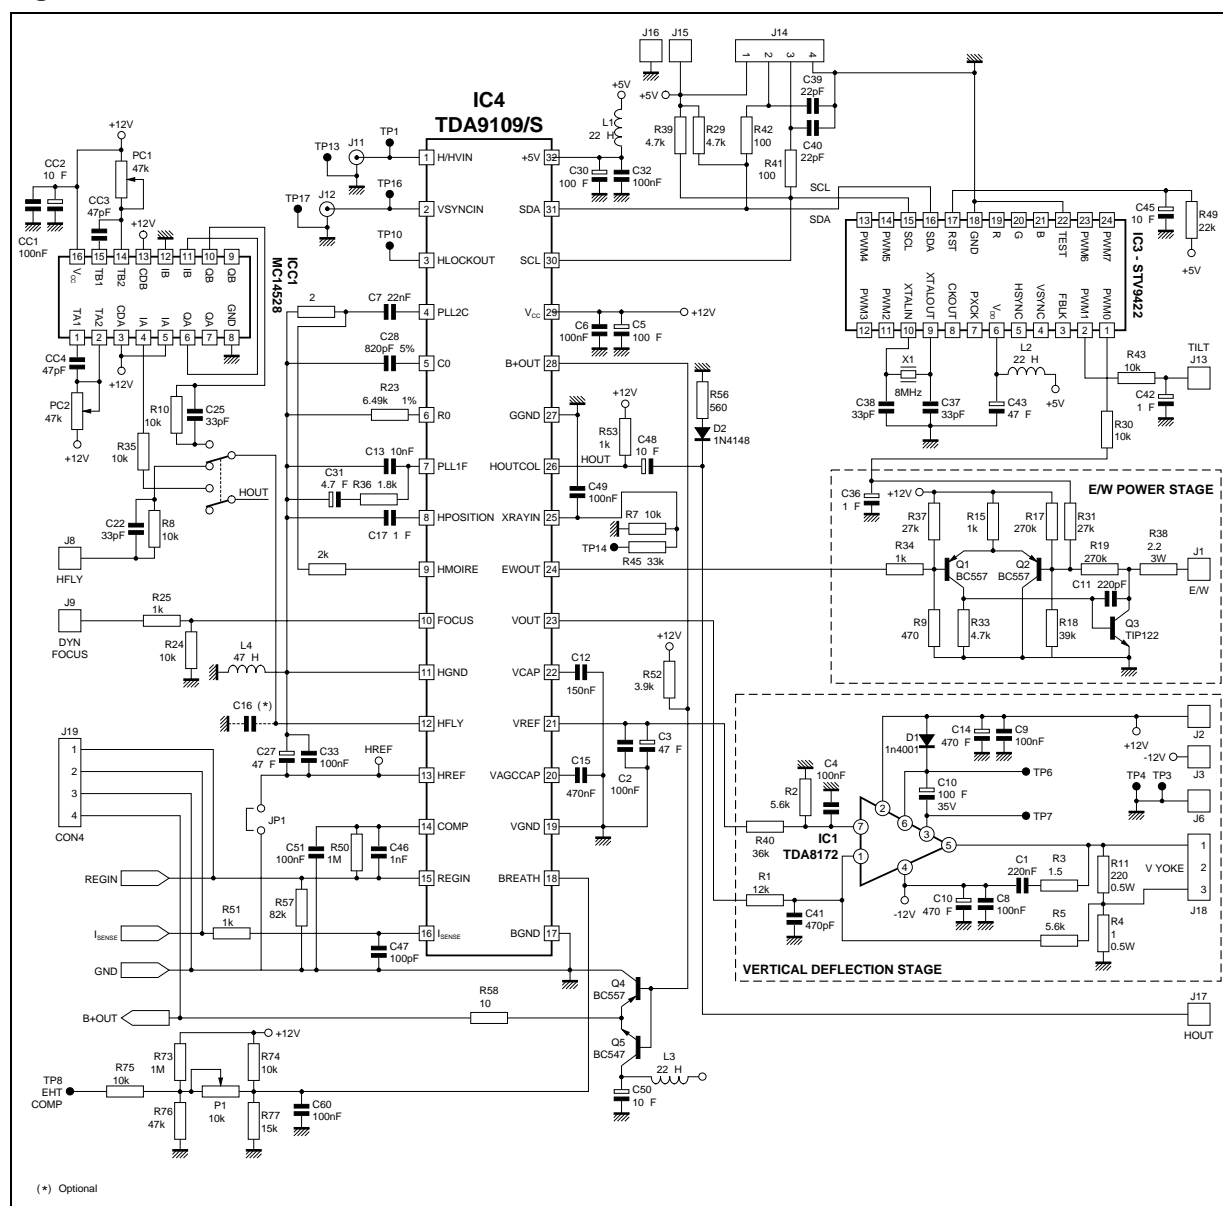 J16
J15
J14
1
2
3
4
+5V
+5V
C39
22pF
C40
22pF
L1
22 H
R39
4.7k
R29
4.7k
R42
100
R41
100
IC4
TDA9109/S
+12V
CC2
10 F
PC1
47k
CC3
47pF
+12V
CC1
100nF
TP13
J11
TP1
TP17
J12
TP16
TP10
1
H/HVIN
2
VSYNCIN
3
HLOCKOUT
4
PLL2C
5
C0
6
R0
7
PLL1F
8
HPOSITION
9
HMOIRE
10
FOCUS
11
HGND
12
HFLY
13
HREF
14
COMP
15
REGIN
16
ISENSE
+5V
32
SDA
31
SCL
30
VCC
29
B+OUT
28
GGND
27
HOUTCOL
26
XRAYIN
25
EWOUT
24
VOUT
23
VCAP
22
VREF
21
VAGCCAP
20
VGND
19
BREATH
18
BGND
17
C30
100 F
C32
100nF
SCL
SDA
16
15
14
13
12
11
10
9
VCC
TB1
TB2
CDB
IB
IB
QB
QB
TA1
TA2
CDA
IA
IA
QA
QA
GND
1
2
3
4
5
6
7
8
ICC1
MC14528
CC4
47pF
PC2
47k
+12V
+12V
R10
10k
C25
33pF
R35
10k
HOUT
C22
33pF
R8
10k
J8
HFLY
J9
DYN
FOCUS
R25
1k
R24
10k
2
C7 22nF
C28
820pF 5%
R23
6.49k 1%
C13 10nF
C31
4.7 F
R36 1.8k
C17 1 F
2k
L4
47 H
C16 (*)
C27
47 F
C33
100nF
HREF
JP1
C51
100nF
R50
1M
C46
1nF
R57
82k
J19
1
2
3
4
CON4
REGIN
R51
1k
ISENSE
C47
100pF
GND
B+OUT
R58
10
+12V
R73
1M
R74
10k
TP8
EHT
COMP
R75
10k
P1
10k
R76
47k
R77
15k
C60
100nF
Q4
BC557
Q5
BC547
L3
22 H
C50
10 F
C6
100nF
C5
100 F
+12V
+12V
R53
1k
C48
10 F
HOUT
R56
560
D2
1N4148
C49
100nF
R7 10k
TP14
R45 33k
+12V
R52
3.9k
C12
150nF
C2
100nF
C3
47 F
C15
470nF
13
14
15
16
17
18
19
20
21
22
23
24
PWM4
PWM5
SCL
SDA
RST
GND
R
G
B
TEST
PWM6
PWM7
PWM3
PWM2
XTALIN
XTALOUT
CKOUT
PXCK
VDD
HSYNC
VSYNC
FBLK
PWM1
PWM0
12
11
10
9
8
7
6
5
4
3
2
1
IC3 - STV9422
C45
10 F
R49
22k
+5V
X1
8MHz
C38
33pF
C37
33pF
C43
47 F
L2
22 H
+5V
R43
10k
TILT
J13
C42
1 F
R30
10k
E/W POWER STAGE
C36
1 F
+12V
R37
27k
R15
1k
R17
270k
R31
27k
R34
1k
Q1
BC557
Q2
BC557
R19
270k
R38
2.2
3W
J1
E/W
C11 220pF
R9
470
R33
4.7k
R18
39k
Q3
TIP122
D1
1n4001
C14
470 F
C9
100nF
+12V
J2
-12V
J3
TP6
TP4
TP3
J6
C10
100 F
35V
TP7
C4
100nF
R2
5.6k
R40
36k
IC1
TDA8172
7
1
2
6
3
5
4
R1
12k
C41
470pF
-12V
C10
470 F
C8
100nF
C1
220nF
R3
1.5
R11
220
0.5W
V YOKE
1
2
3
J18
R5
5.6k
R4
1
0.5W
VERTICAL DEFLECTION STAGE
J17
HOUT
(*) Optional